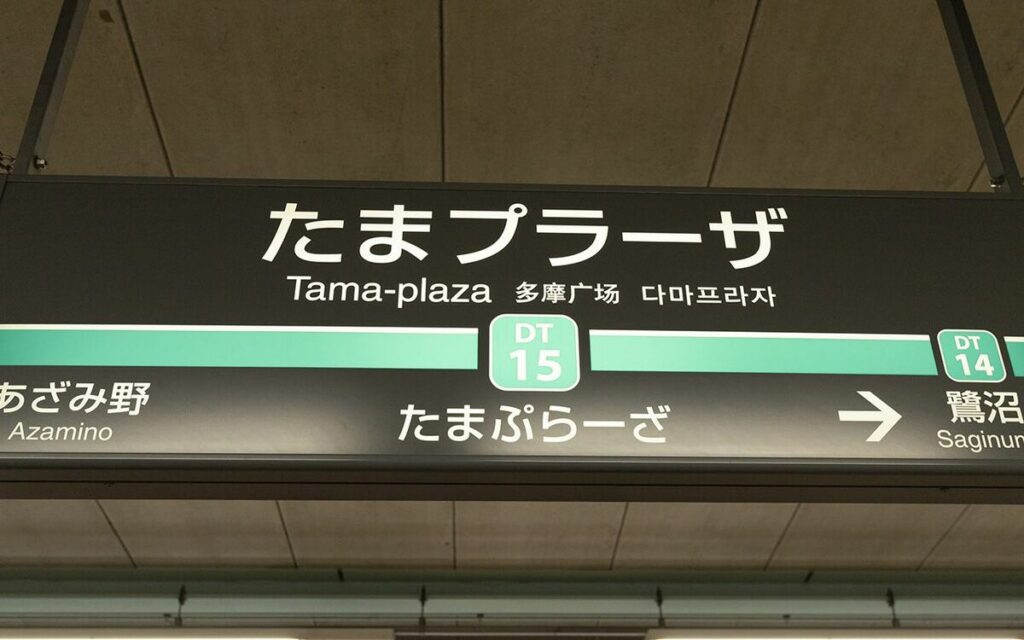 たまプラーザ
Tama-plaza 多摩广场 다마프라자
DT
15
DT
14
あざみ野
Azamino
たまぷらーざ
→
鷺沼
Saginum